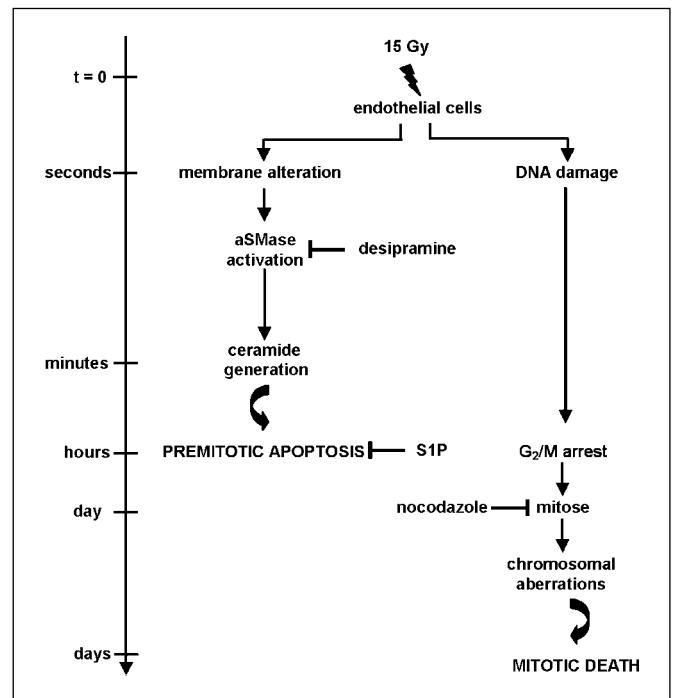 15 Gy
t = 0
endothelial cells
seconds
membrane alteration
DNA damage
aSMase
activation
desipramine
ceramide
generation
minutes
hours
PREMITOTIC APOPTOSIS
S1P
G₂/M arrest
day
nocodazole
mitose
chromosomal
aberrations
days
MITOTIC DEATH